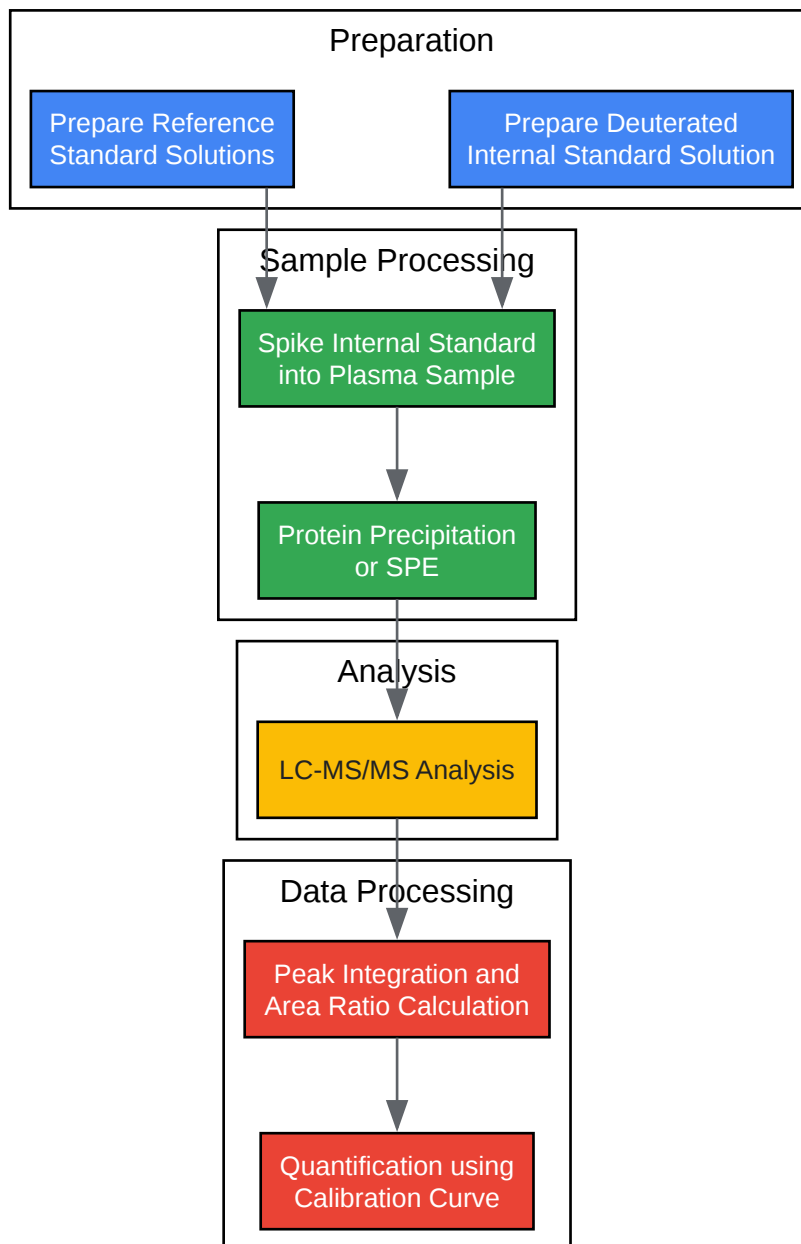 Preparation
Prepare Reference
Standard Solutions
Prepare Deuterated
Internal Standard Solution
Sample Processing
Spike Internal Standard
into Plasma Sample
Protein Precipitation
or SPE
Analysis
LC-MS/MS Analysis
Data Processing
Peak Integration and
Area Ratio Calculation
Quantification using
Calibration Curve